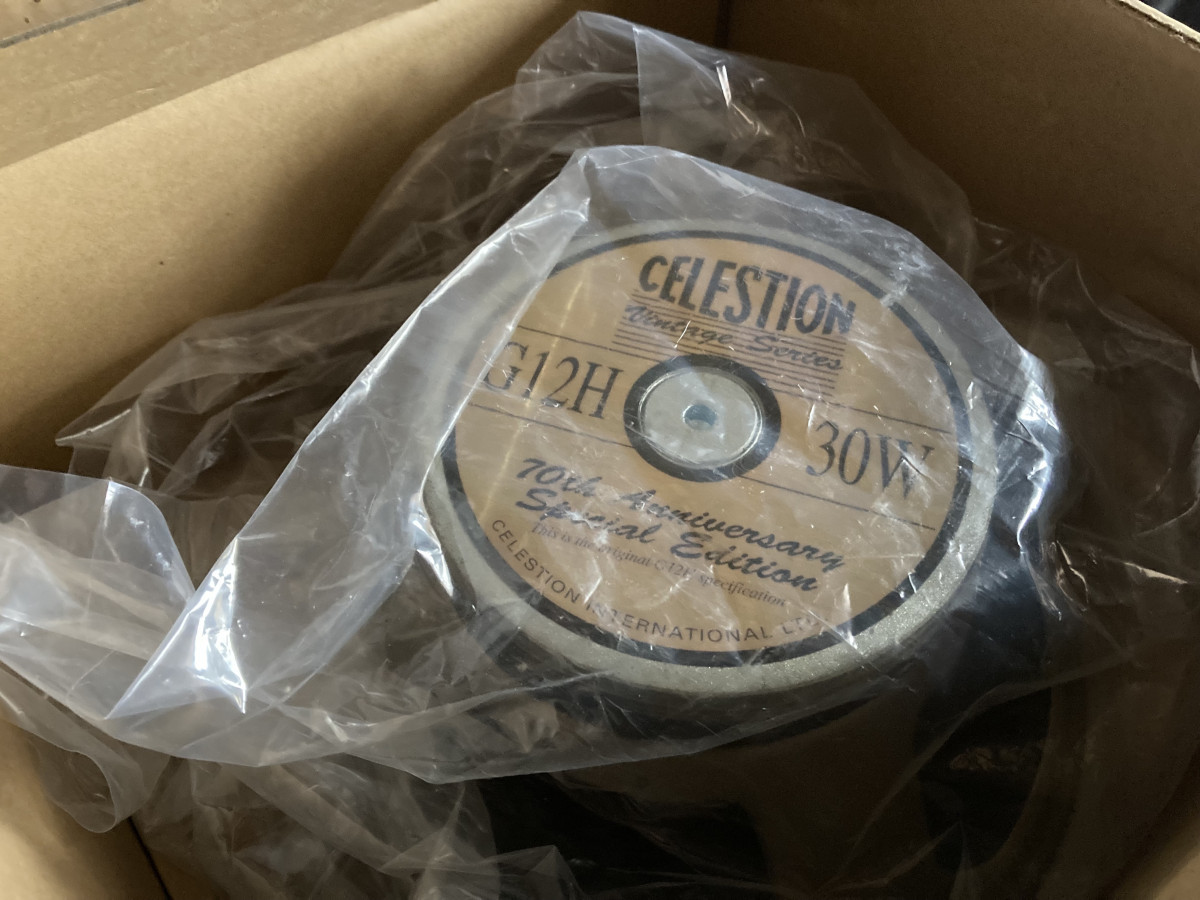 CELESTION
Vintage Series
G12H
30W
70th Anniversary
Special Edition
This is the original G12H specification
CELESTION INTERNATIONAL LTD